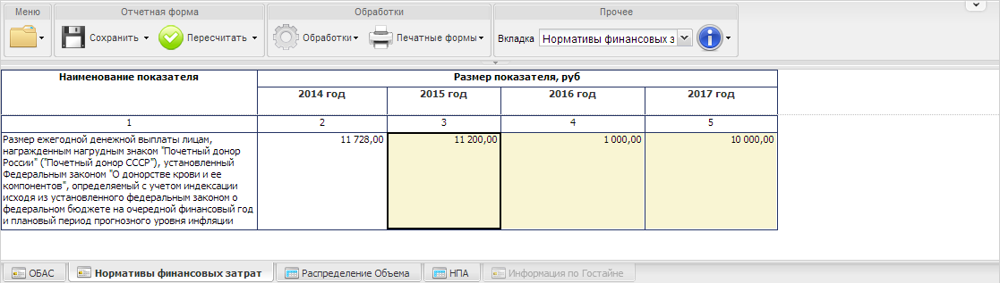 Меню
Отчетная форма
Обработки
Прочее
Сохранить
Пересчитать
Обработки
Печатные формы
Вкладка
Нормативы финансовых з
Наименование показателя
Размер показателя, руб
2014 год
2015 год
2016 год
2017 год
1
2
3
4
5
Размер ежегодной денежной выплаты лицам,
награжденным нагрудным знаком "Почетный донор
России" ("Почетный донор СССР"), установленный
Федеральным законом "О донорстве крови и ее
компонентов", определяемый с учетом индексации
исходя из установленного федеральным законом о
федеральном бюджете на очередной финансовый год
и плановый период прогнозного уровня инфляции
11 728,00
11 200,00
1 000,00
10 000,00
ОБАС
Нормативы финансовых затрат
Распределение Объема
НПА
Информация по Гостайне